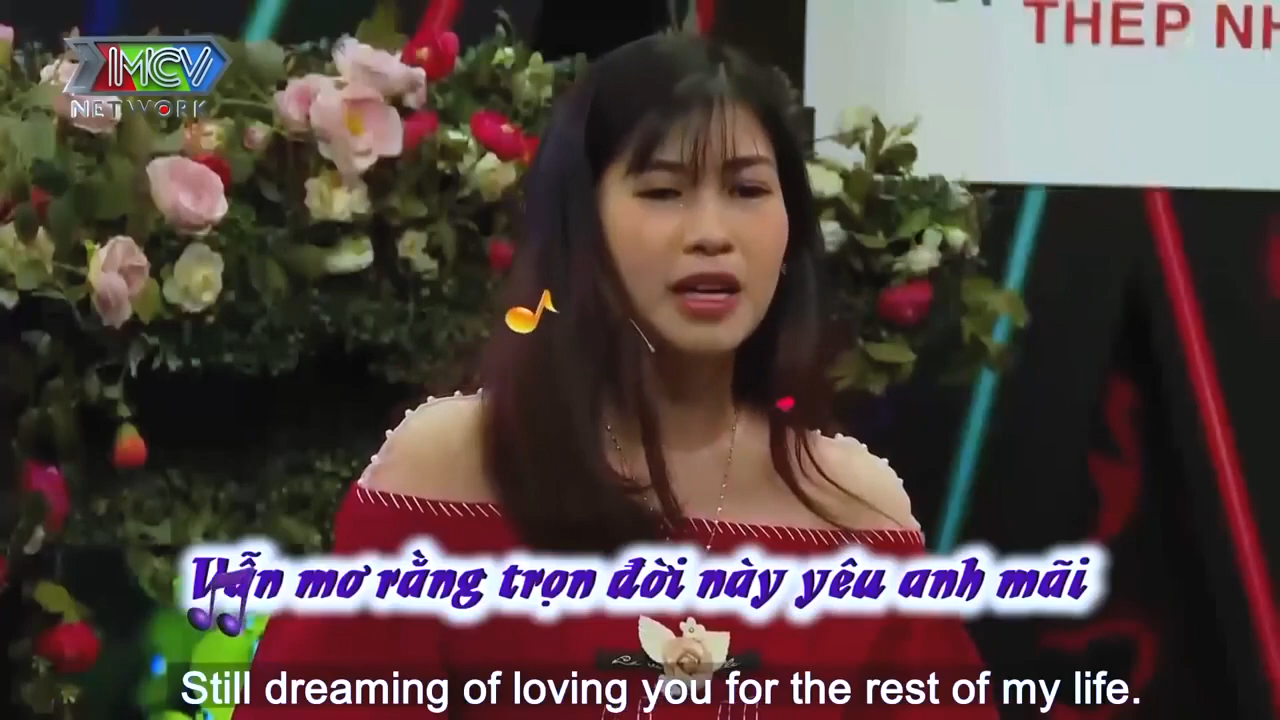 MCV
NETWORK
THEP NH
Vẫn mơ rằng trọn đời này yêu anh mãi
Still dreaming of loving you for the rest of my life.